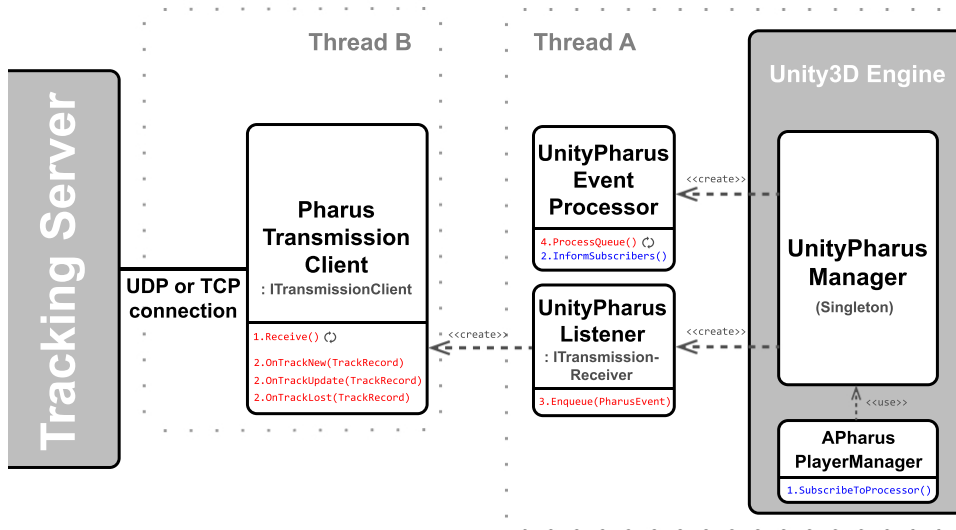 Thread B
Thread A
Unity3D Engine
Tracking Server
UDP or TCP
connection
Pharus
Transmission
Client
: ITransmissionClient
1.Receive()
2.OnTrackNew(TrackRecord)
2.OnTrackUpdate(TrackRecord)
2.OnTrackLost(TrackRecord)
<<create>>
UnityPharus
Event
Processor
4.ProcessQueue()
2.InformSubscribers()
<<create>>
UnityPharus
Listener
: ITransmission-
Receiver
3.Enqueue(PharusEvent)
<<create>>
UnityPharus
Manager
(Singleton)
<<use>>
APharus
PlayerManager
1.SubscribeToProcessor()